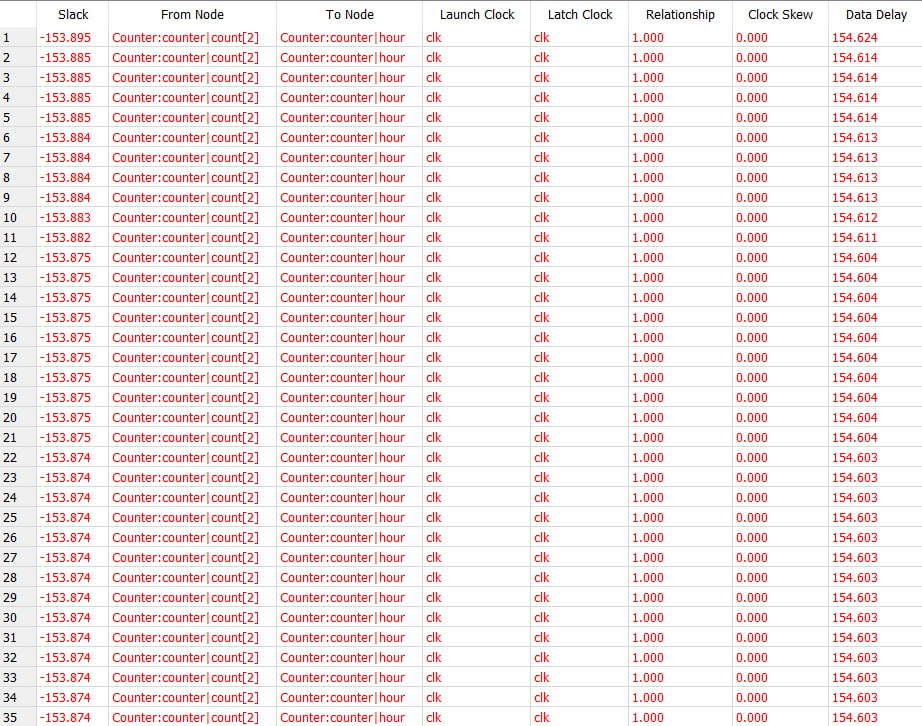 Slack From Node To Node Launch Clock Latch Clock Relationship Clock Skew Data Delay
1 -153.895 Counter:counter|count[2] Counter:counter|hour clk clk 1.000 0.000 154.624
2 -153.885 Counter:counter|count[2] Counter:counter|hour clk clk 1.000 0.000 154.614
3 -153.885 Counter:counter|count[2] Counter:counter|hour clk clk 1.000 0.000 154.614
4 -153.885 Counter:counter|count[2] Counter:counter|hour clk clk 1.000 0.000 154.614
5 -153.885 Counter:counter|count[2] Counter:counter|hour clk clk 1.000 0.000 154.614
6 -153.884 Counter:counter|count[2] Counter:counter|hour clk clk 1.000 0.000 154.613
7 -153.884 Counter:counter|count[2] Counter:counter|hour clk clk 1.000 0.000 154.613
8 -153.884 Counter:counter|count[2] Counter:counter|hour clk clk 1.000 0.000 154.613
9 -153.884 Counter:counter|count[2] Counter:counter|hour clk clk 1.000 0.000 154.613
10 -153.883 Counter:counter|count[2] Counter:counter|hour clk clk 1.000 0.000 154.612
11 -153.882 Counter:counter|count[2] Counter:counter|hour clk clk 1.000 0.000 154.611
12 -153.875 Counter:counter|count[2] Counter:counter|hour clk clk 1.000 0.000 154.604
13 -153.875 Counter:counter|count[2] Counter:counter|hour clk clk 1.000 0.000 154.604
14 -153.875 Counter:counter|count[2] Counter:counter|hour clk clk 1.000 0.000 154.604
15 -153.875 Counter:counter|count[2] Counter:counter|hour clk clk 1.000 0.000 154.604
16 -153.875 Counter:counter|count[2] Counter:counter|hour clk clk 1.000 0.000 154.604
17 -153.875 Counter:counter|count[2] Counter:counter|hour clk clk 1.000 0.000 154.604
18 -153.875 Counter:counter|count[2] Counter:counter|hour clk clk 1.000 0.000 154.604
19 -153.875 Counter:counter|count[2] Counter:counter|hour clk clk 1.000 0.000 154.604
20 -153.875 Counter:counter|count[2] Counter:counter|hour clk clk 1.000 0.000 154.604
21 -153.875 Counter:counter|count[2] Counter:counter|hour clk clk 1.000 0.000 154.604
22 -153.874 Counter:counter|count[2] Counter:counter|hour clk clk 1.000 0.000 154.603
23 -153.874 Counter:counter|count[2] Counter:counter|hour clk clk 1.000 0.000 154.603
24 -153.874 Counter:counter|count[2] Counter:counter|hour clk clk 1.000 0.000 154.603
25 -153.874 Counter:counter|count[2] Counter:counter|hour clk clk 1.000 0.000 154.603
26 -153.874 Counter:counter|count[2] Counter:counter|hour clk clk 1.000 0.000 154.603
27 -153.874 Counter:counter|count[2] Counter:counter|hour clk clk 1.000 0.000 154.603
28 -153.874 Counter:counter|count[2] Counter:counter|hour clk clk 1.000 0.000 154.603
29 -153.874 Counter:counter|count[2] Counter:counter|hour clk clk 1.000 0.000 154.603
30 -153.874 Counter:counter|count[2] Counter:counter|hour clk clk 1.000 0.000 154.603
31 -153.874 Counter:counter|count[2] Counter:counter|hour clk clk 1.000 0.000 154.603
32 -153.874 Counter:counter|count[2] Counter:counter|hour clk clk 1.000 0.000 154.603
33 -153.874 Counter:counter|count[2] Counter:counter|hour clk clk 1.000 0.000 154.603
34 -153.874 Counter:counter|count[2] Counter:counter|hour clk clk 1.000 0.000 154.603
35 -153.874 Counter:counter|count[2] Counter:counter|hour clk clk 1.000 0.000 154.603